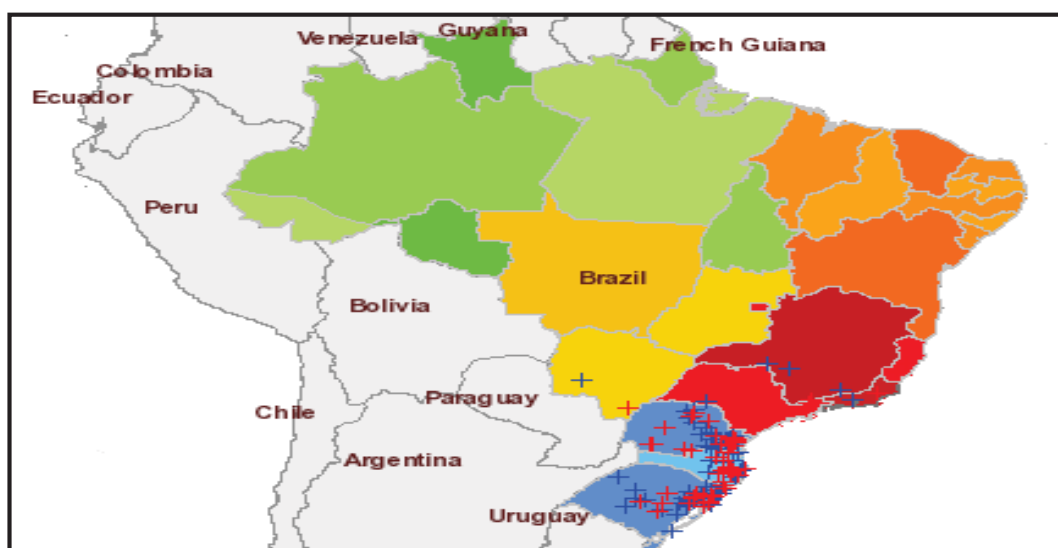 Venezuela
Guyana
French Guiana
Colombia
Ecuador
Peru
Brazil
Bolivia
Paraguay
Chile
Argentina
Uruguay